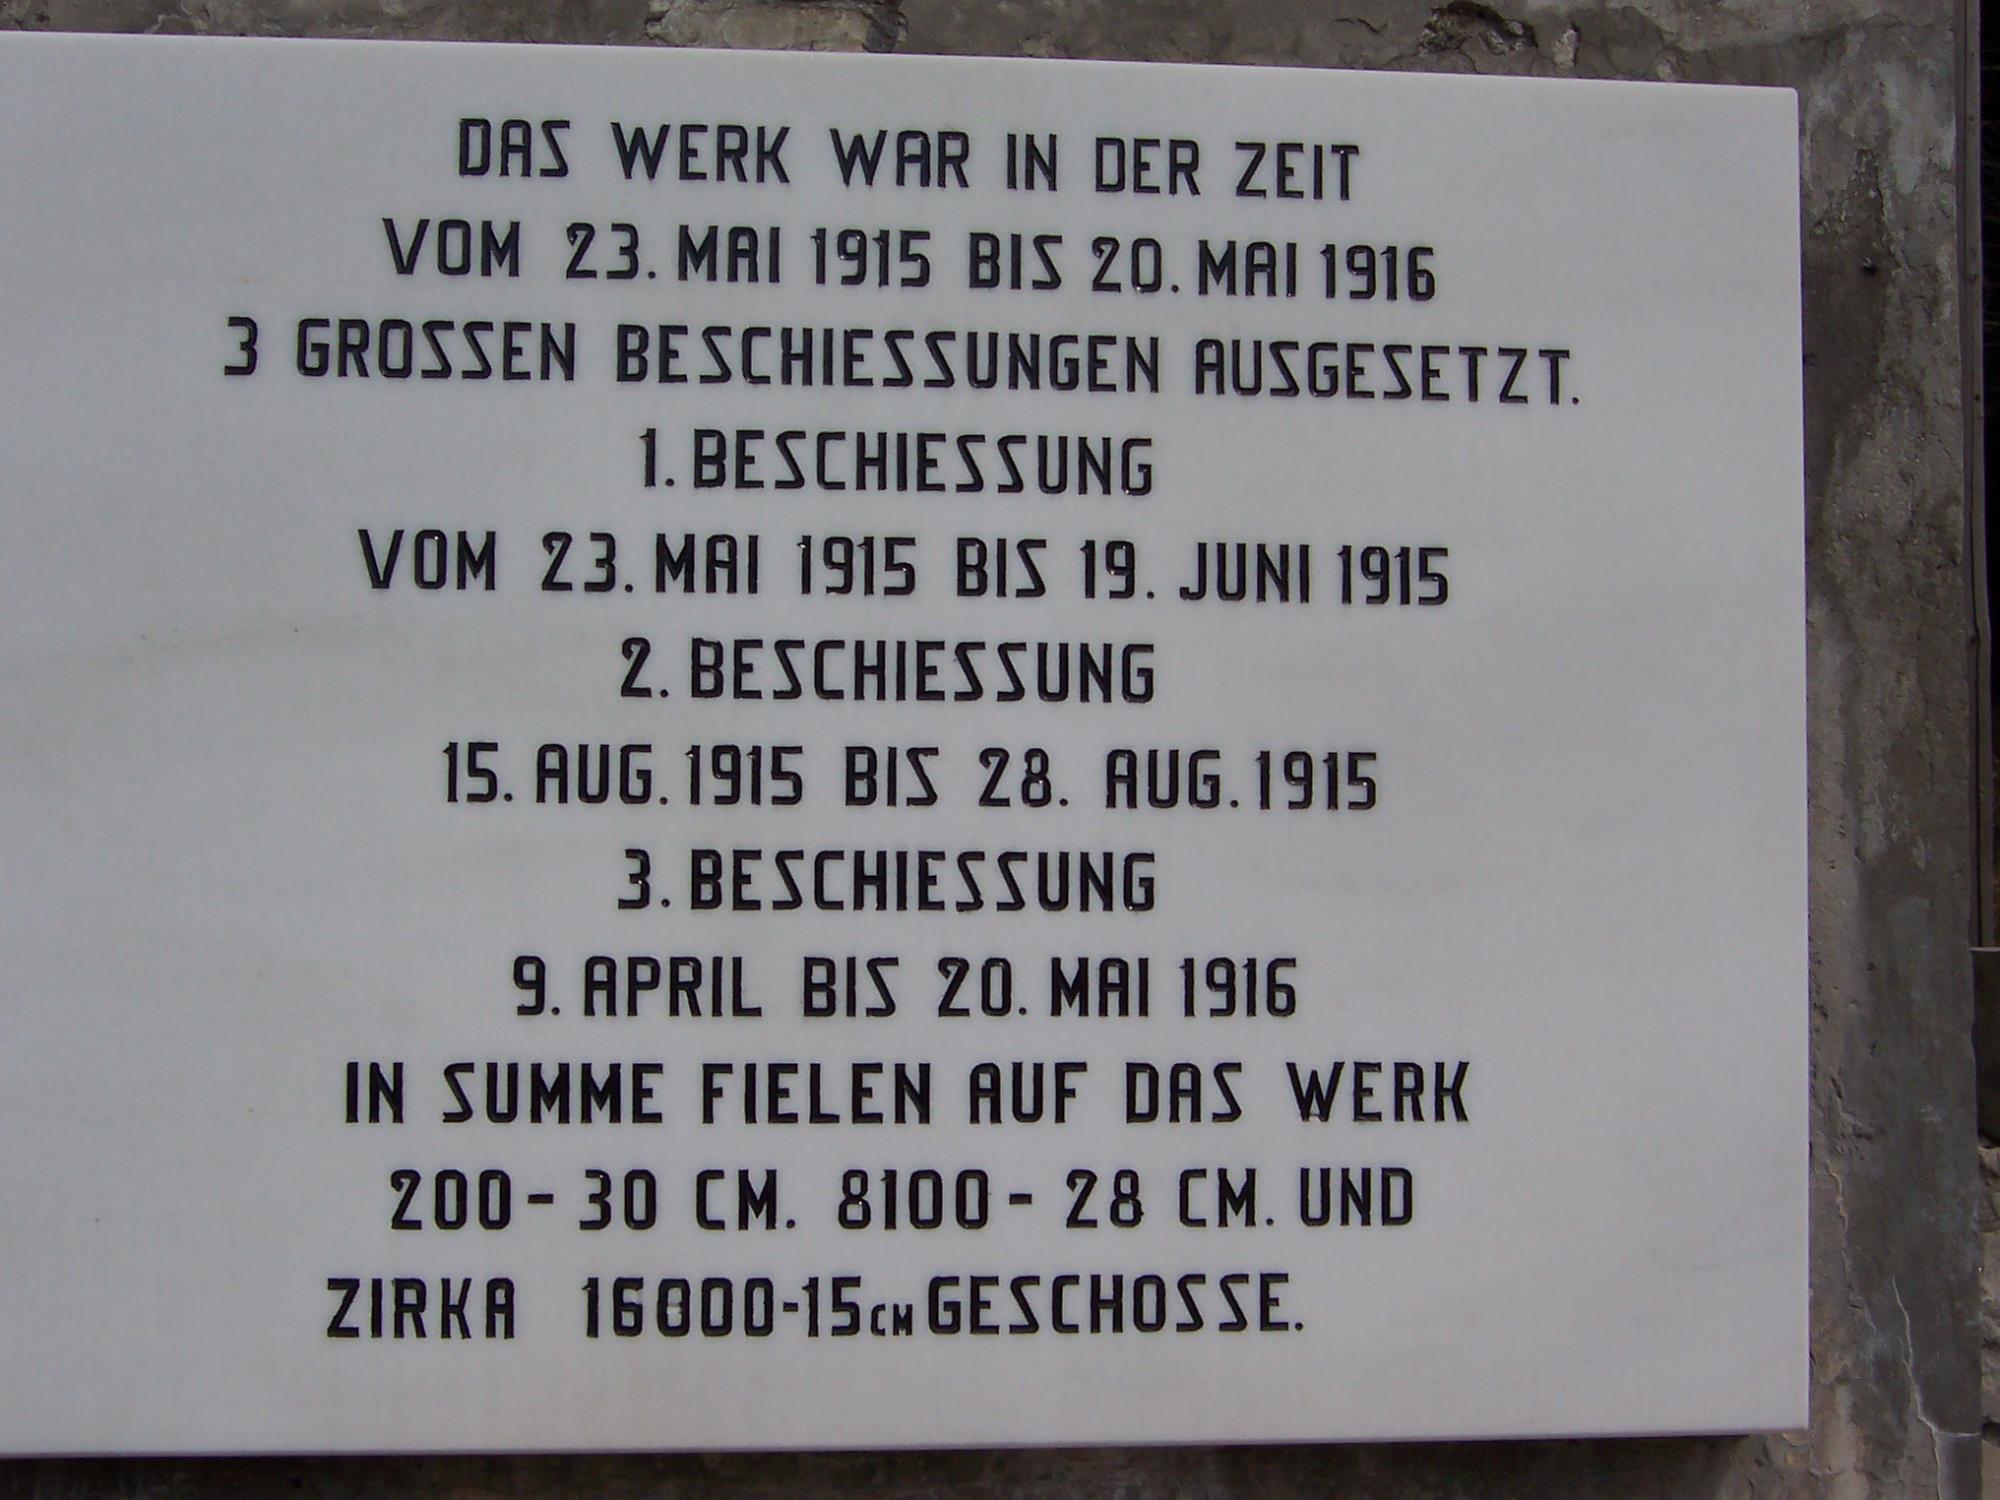 DAS WERK WAR IN DER ZEIT
VOM 23. MAI 1915 BIS 20. MAI 1916
3 GROSSEN BESCHIESSUNGEN AUSGESETZT.
1. BESCHIESSUNG
VOM 23. MAI 1915 BIS 19. JUNI 1915
2. BESCHIESSUNG
15. AUG. 1915 BIS 28. AUG. 1915
3. BESCHIESSUNG
9. APRIL BIS 20. MAI 1916
IN SUMME FIELEN AUF DAS WERK
200 - 30 CM. 8100 - 28 CM. UND
ZIRKA 16000-15CM GESCHOSSE.